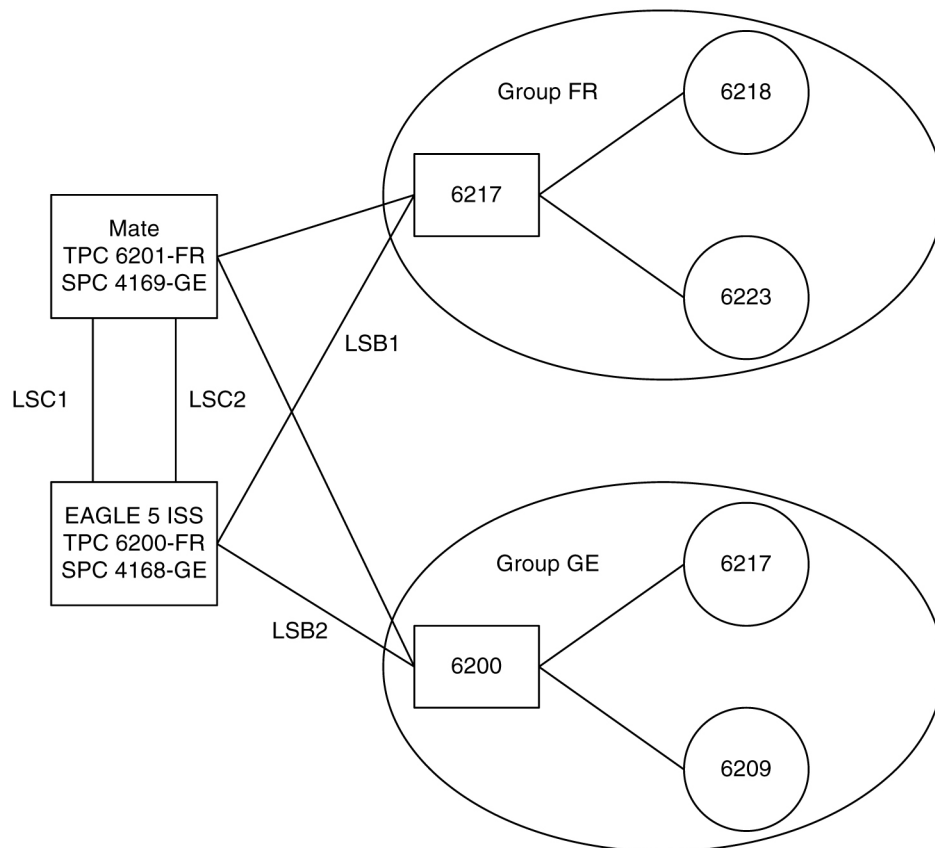 Group FR
6218
6217
6223
Mate
TPC 6201-FR
SPC 4169-GE
LSB1
LSC1
LSC2
EAGLE 5 ISS
TPC 6200-FR
SPC 4168-GE
LSB2
Group GE
6217
6200
6209